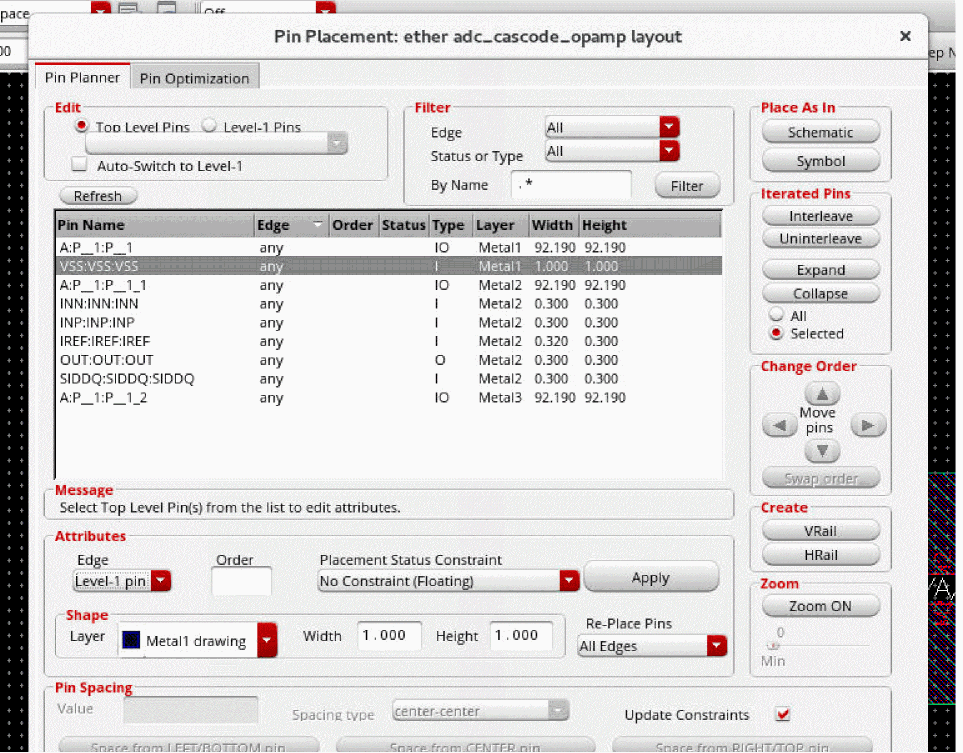 pace
Off
00
Pin Placement: ether adc_cascode_opamp layout
ep
Pin Planner Pin Optimization
Edit
Top Level Pins Level-1 Pins
Auto-Switch to Level-1
Refresh
Filter
Edge All
Status or Type All
By Name .* Filter
Place As In
Schematic
Symbol
Pin Name Edge Order Status Type Layer Width Height
A:P__1:P__1 any IO Metal1 92.190 92.190
VSS:VSS:VSS any I Metal1 1.000 1.000
A:P__1:P__1_1 any IO Metal2 92.190 92.190
INN:INN:INN any I Metal2 0.300 0.300
INP:INP:INP any I Metal2 0.300 0.300
IREF:IREF:IREF any I Metal2 0.320 0.300
OUT:OUT:OUT any O Metal2 0.300 0.300
SIDDQ:SIDDQ:SIDDQ any I Metal2 0.300 0.300
A:P__1:P__1_2 any IO Metal3 92.190 92.190
Iterated Pins
Interleave
Uninterleave
Expand
Collapse
All
Selected
Change Order
Move
pins
Swap order
Message
Select Top Level Pin(s) from the list to edit attributes.
Create
VRail
HRail
Attributes
Edge Order Placement Status Constraint
Level-1 pin No Constraint (Floating) Apply
Shape
Layer Metal1 drawing Width 1.000 Height 1.000
Re-Place Pins
All Edges
Zoom
Zoom ON
0
Min
Pin Spacing
Value Spacing type center-center Update Constraints
Space from LEFT/BOTTOM pin Space from CENTER pin Space from RIGHT/TOP pin